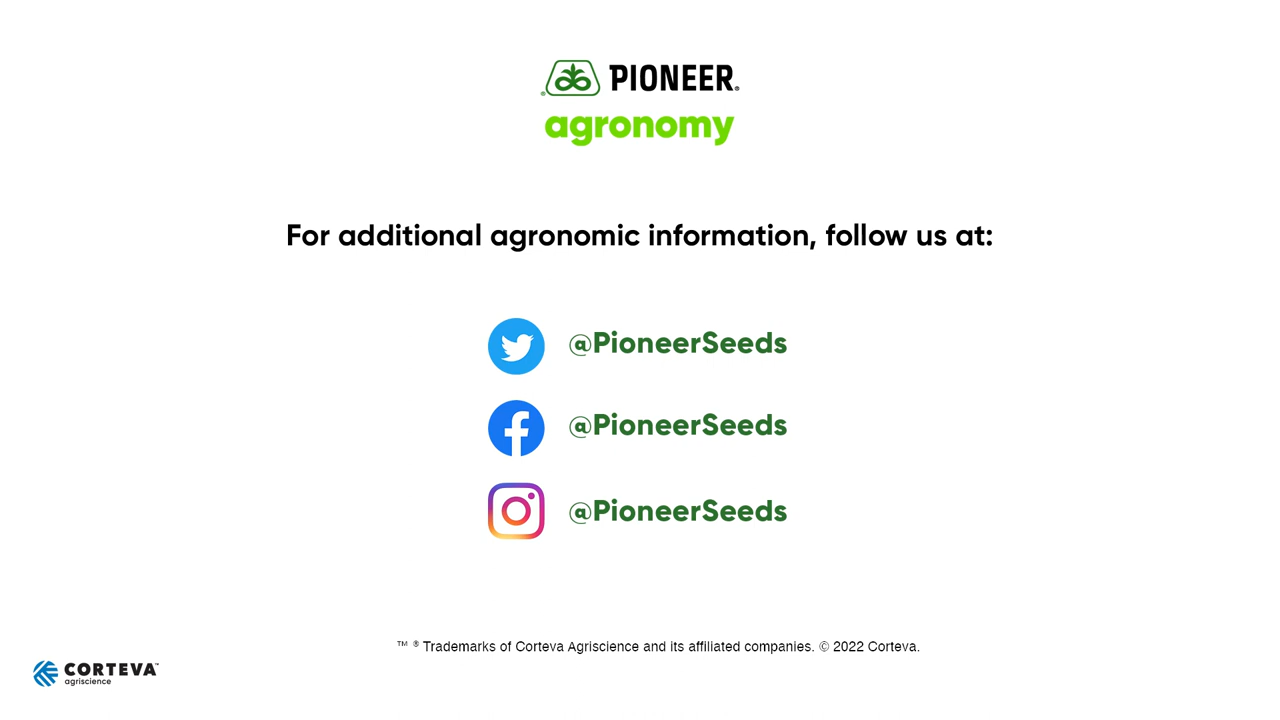 PIONEER®
agronomy
For additional agronomic information, follow us at:
@PioneerSeeds
@PioneerSeeds
@PioneerSeeds
™ ® Trademarks of Corteva Agriscience and its affiliated companies. © 2022 Corteva.
CORTEVA™
agriscience